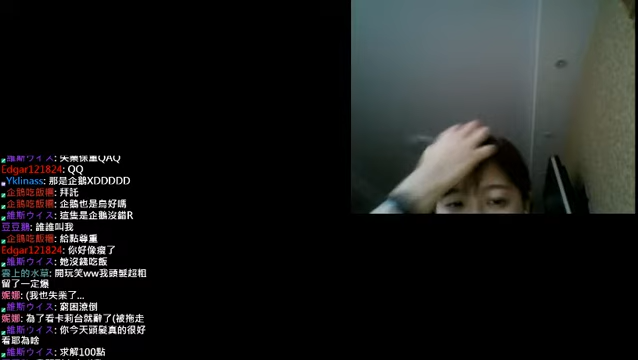 維斯ウイス: 失業保重QAQ
Edgar121824: QQ
Yklinass: 那是企鵝XDDDDD
企鵝吃飯糰: 拜託
企鵝吃飯糰: 企鵝也是鳥好嗎
維斯ウイス: 這隻是企鵝沒錯R
豆豆鵝: 誰誰叫我
企鵝吃飯糰: 給點尊重
Edgar121824: 你好像瘦了
維斯ウイス: 她沒錢吃飯
雲上的水草: 開玩笑ww我頭髮超粗
留了一定爆
妮娜: (我也失業了...
維斯ウイス: 窮困潦倒
妮娜: 為了看卡莉台就辭了(被拖走
維斯ウイス: 你今天頭髮真的很好
看耶為啥
維斯ウイス: 求解100點